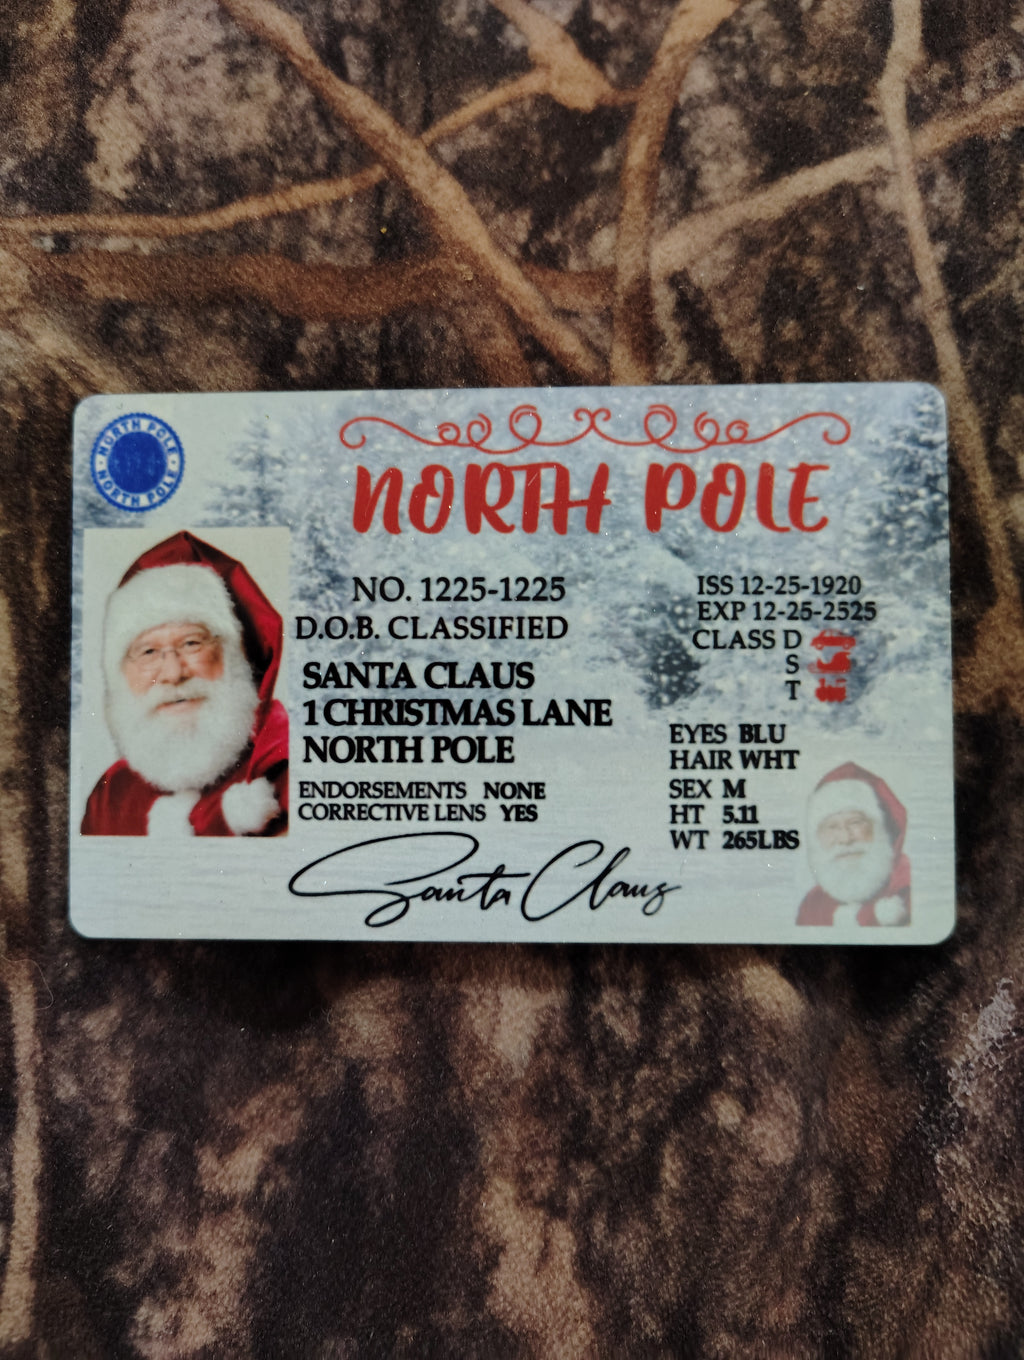 NORTH POLE
NORTH POLE
NORTH POLE
NO. 1225-1225
D.O.B. CLASSIFIED
SANTA CLAUS
1 CHRISTMAS LANE
NORTH POLE
ENDORSEMENTS NONE
CORRECTIVE LENS YES
Santa Claus
ISS 12-25-1920
EXP 12-25-2525
CLASS D
S
T
EYES BLU
HAIR WHT
SEX M
HT 5.11
WT 265LBS